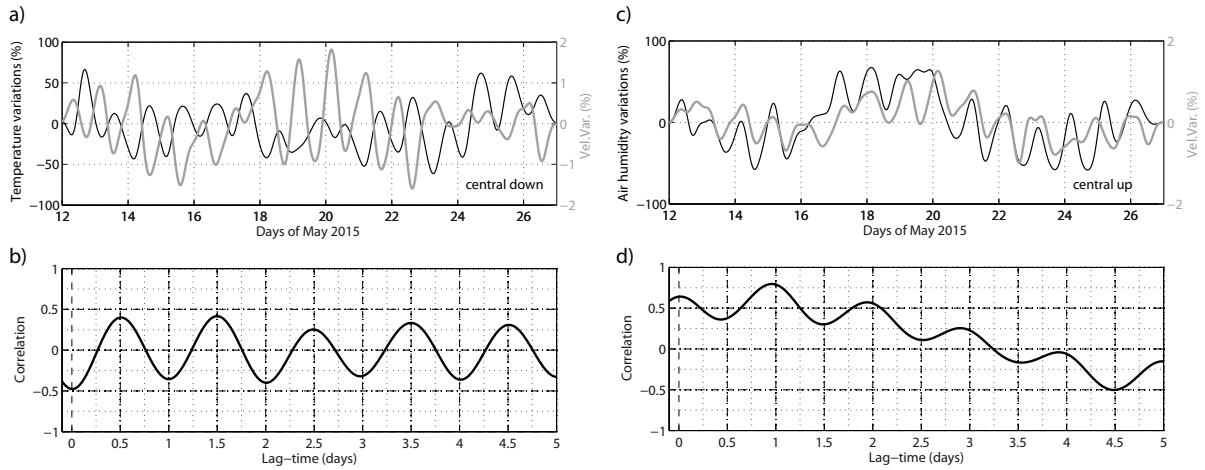 a)
100
50
0
−50
−100
Temperature variations (%)
2
1
0
−1
−2
Vel.Var. (%)
central down
12 14 16 18 20 22 24 26
Days of May 2015
b)
1
0.5
0
−0.5
−1
Correlation
0 0.5 1 1.5 2 2.5 3 3.5 4 4.5 5
Lag−time (days)
c)
100
0
−100
Air humidity variations (%)
2
1
0
−1
−2
Vel.Var. (%)
central up
12 14 16 18 20 22 24 26
Days of May 2015
d)
1
0.5
0
−0.5
−1
Correlation
0 0.5 1 1.5 2 2.5 3 3.5 4 4.5 5
Lag−time (days)